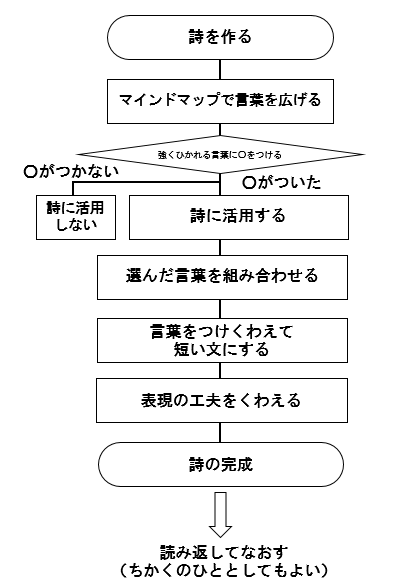 詩を作る
マインドマップで言葉を広げる
強くひかれる言葉に〇をつける
〇がつかない
〇がついた
詩に活用
しない
詩に活用する
選んだ言葉を組み合わせる
言葉をつけくわえて
短い文にする
表現の工夫をくわえる
詩の完成
読み返してなおす
（ちかくのひととしてもよい）